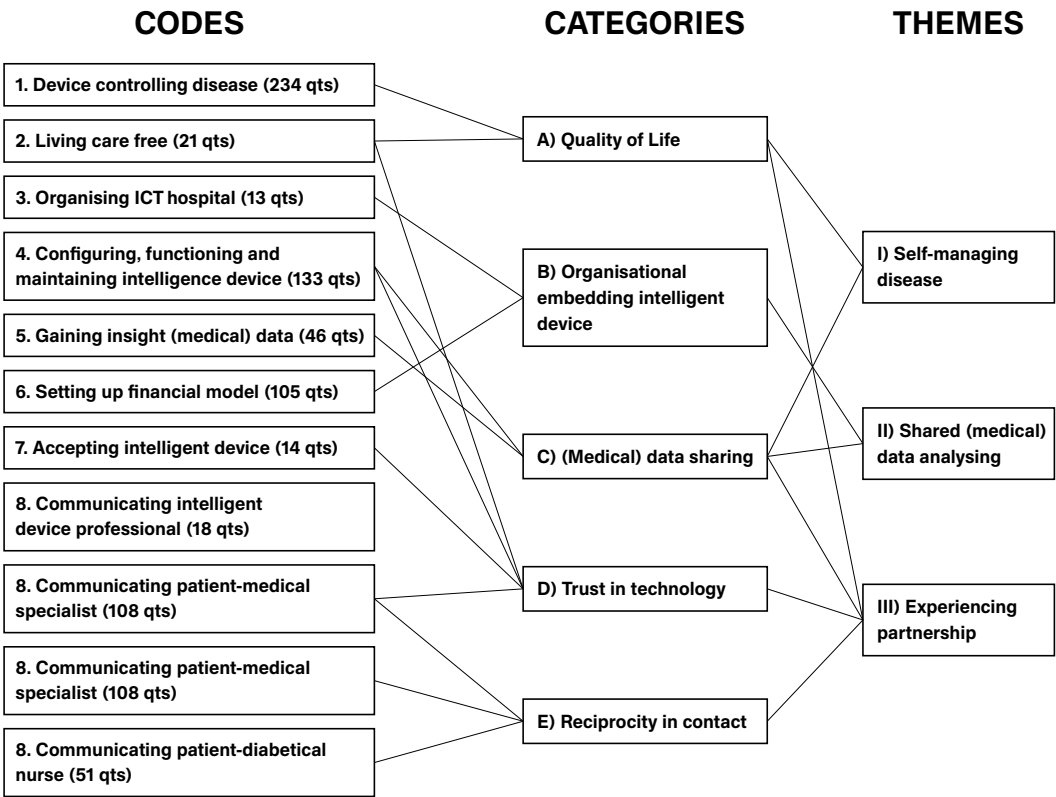 CODES
CATEGORIES
THEMES
1. Device controlling disease (234 qts)
2. Living care free (21 qts)
3. Organising ICT hospital (13 qts)
4. Configuring, functioning and
maintaining intelligence device (133 qts)
5. Gaining insight (medical) data (46 qts)
6. Setting up financial model (105 qts)
7. Accepting intelligent device (14 qts)
8. Communicating intelligent
device professional (18 qts)
8. Communicating patient-medical
specialist (108 qts)
8. Communicating patient-medical
specialist (108 qts)
8. Communicating patient-diabetical
nurse (51 qts)
A) Quality of Life
B) Organisational
embedding intelligent
device
C) (Medical) data sharing
D) Trust in technology
E) Reciprocity in contact
I) Self-managing
disease
II) Shared (medical)
data analysing
III) Experiencing
partnership